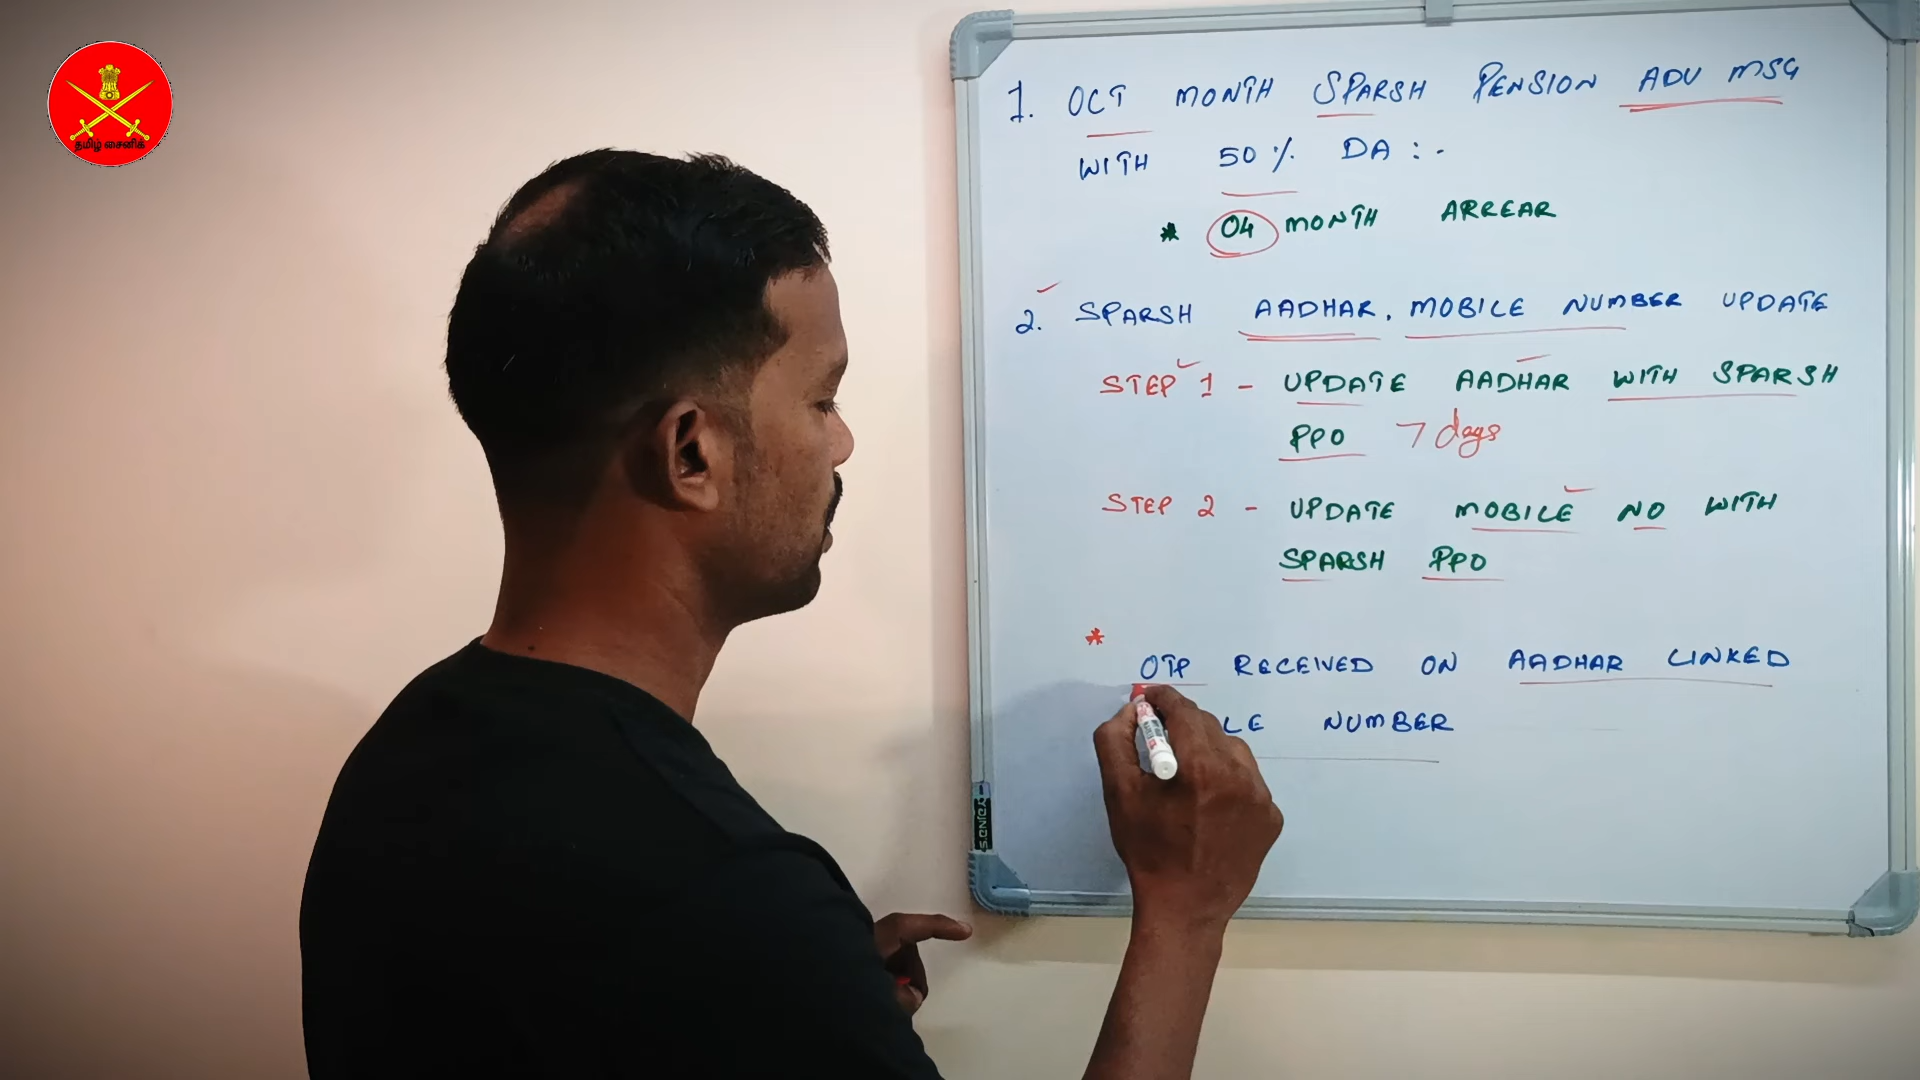 தமிழ் சைனிக்
1. OCT MONTH SPARSH PENSION ADV MSG
WITH 50% DA :-
* 04 MONTH ARREAR
2. SPARSH AADHAR, MOBILE NUMBER UPDATE
STEP 1 - UPDATE AADHAR WITH SPARSH
PPO 7 days
STEP 2 - UPDATE MOBILE NO WITH
SPARSH PPO
* OTP RECEIVED ON AADHAR LINKED
LE NUMBER